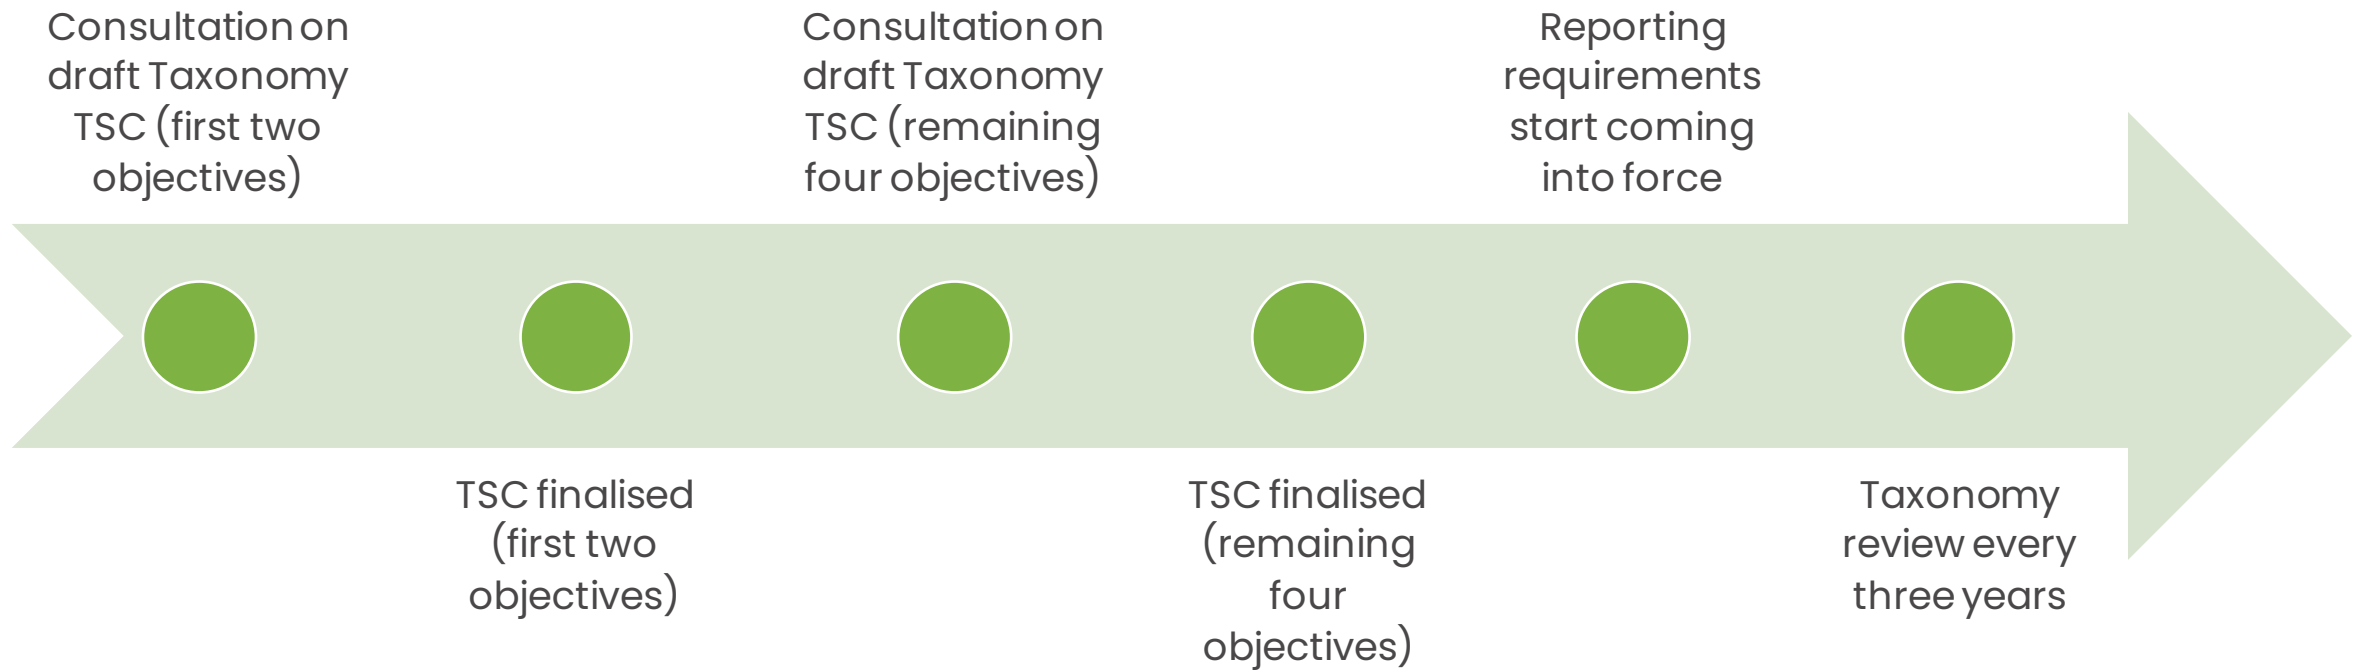 Consultation on
draft Taxonomy
TSC (first two
objectives)
TSC finalised
(first two
objectives)
Consultation on
draft Taxonomy
TSC (remaining
four objectives)
TSC finalised
(remaining
four
objectives)
Reporting
requirements
start coming
into force
Taxonomy
review every
three years